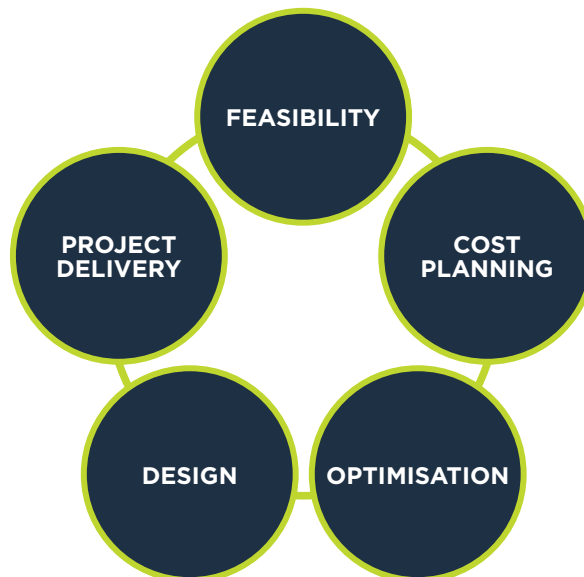 FEASIBILITY
COST
PLANNING
OPTIMISATION
DESIGN
PROJECT
DELIVERY